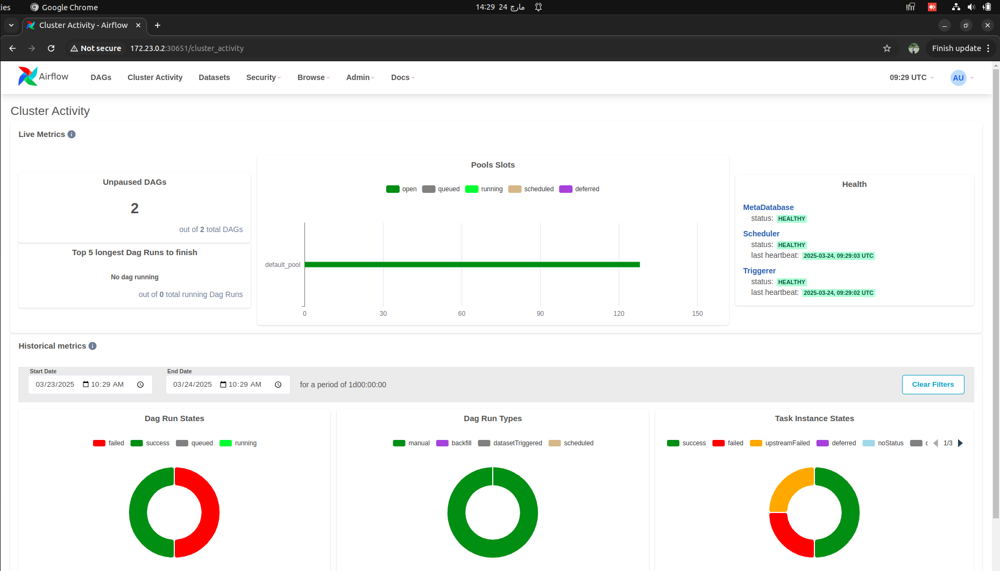 ies
Google Chrome
14:29 24 مارچ
Cluster Activity - Airflow
Not secure
172.23.0.2:30651/cluster_activity
Finish update
Airflow
DAGs
Cluster Activity
Datasets
Security
Browse
Admin
Docs
09:29 UTC
AU
Cluster Activity
Live Metrics
Unpaused DAGs
2
out of 2 total DAGs
Top 5 longest Dag Runs to finish
No dag running
out of 0 total running Dag Runs
Pools Slots
open
queued
running
scheduled
deferred
default_pool
0
30
60
90
120
150
Health
MetaDatabase
status: HEALTHY
Scheduler
status: HEALTHY
last heartbeat: 2025-03-24, 09:29:03 UTC
Triggerer
status: HEALTHY
last heartbeat: 2025-03-24, 09:29:02 UTC
Historical metrics
Start Date
03/23/2025 10:29 AM
End Date
03/24/2025 10:29 AM
for a period of 1d00:00:00
Clear Filters
Dag Run States
failed
success
queued
running
Dag Run Types
manual
backfill
datasetTriggered
scheduled
Task Instance States
success
failed
upstreamFailed
deferred
noStatus
1/3